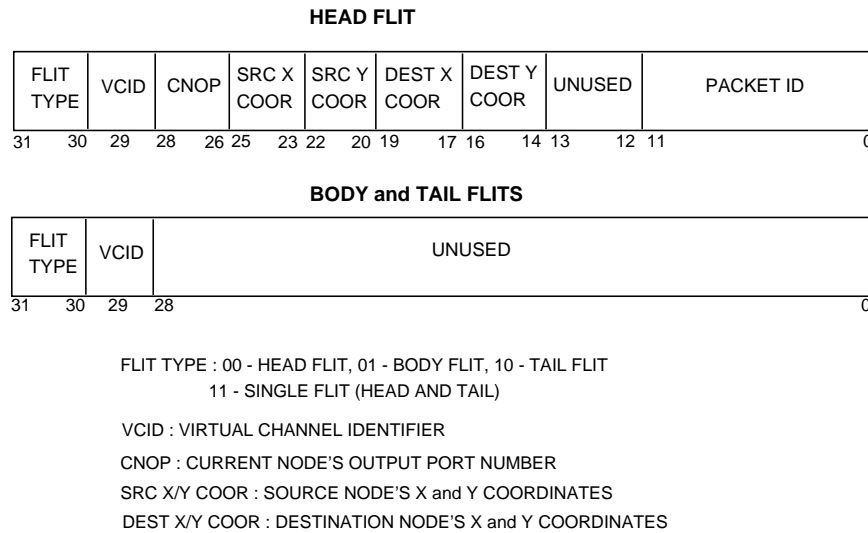 HEAD FLIT
FLIT TYPE VCID CNOP SRC X COOR SRC Y COOR DEST X COOR DEST Y COOR UNUSED PACKET ID
31 30 29 28 26 25 23 22 20 19 17 16 14 13 12 11 0
BODY and TAIL FLITS
FLIT TYPE VCID UNUSED
31 30 29 28 0
FLIT TYPE : 00 - HEAD FLIT, 01 - BODY FLIT, 10 - TAIL FLIT
11 - SINGLE FLIT (HEAD AND TAIL)
VCID : VIRTUAL CHANNEL IDENTIFIER
CNOP : CURRENT NODE'S OUTPUT PORT NUMBER
SRC X/Y COOR : SOURCE NODE'S X and Y COORDINATES
DEST X/Y COOR : DESTINATION NODE'S X and Y COORDINATES